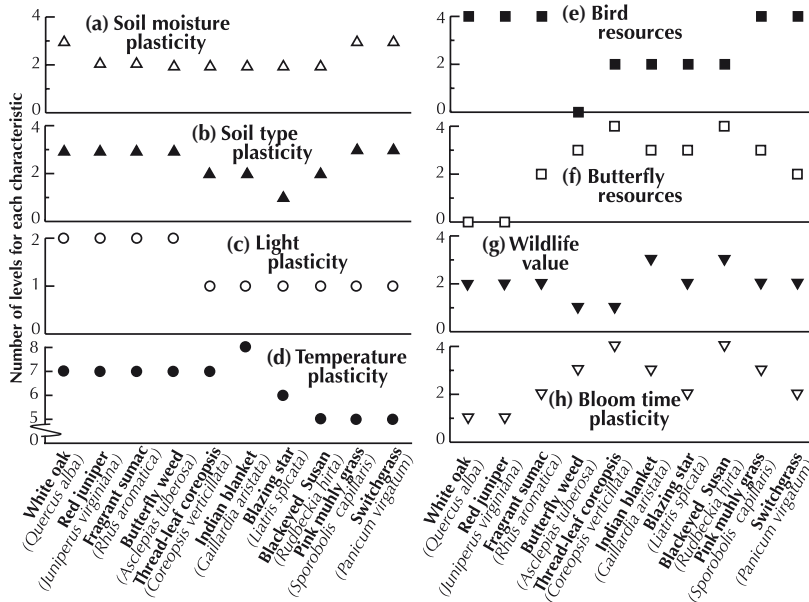 Number of levels for each characteristic
4
2
0
(a) Soil moisture
plasticity
4
2
0
(b) Soil type
plasticity
2
1
0
(c) Light
plasticity
8
7
6
5
0
(d) Temperature
plasticity
White oak
(Quercus alba)
Red juniper
(Juniperus virginiana)
Fragrant sumac
(Rhus aromatica)
Butterfly weed
(Asclepias tuberosa)
Thread-leaf coreopsis
(Coreopsis verticillata)
Indian blanket
(Gaillardia aristata)
Blazing star
(Liatris spicata)
Blackeyed Susan
(Rudbeckia hirta)
Pink muhly grass
(Sporobolis capillaris)
Switchgrass
(Panicum virgatum)
4
2
0
(e) Bird
resources
4
2
0
(f) Butterfly
resources
4
2
0
(g) Wildlife
value
4
2
0
(h) Bloom time
plasticity
White oak
(Quercus alba)
Red juniper
(Juniperus virginiana)
Fragrant sumac
(Rhus aromatica)
Butterfly weed
(Asclepias tuberosa)
Thread-leaf coreopsis
(Coreopsis verticillata)
Indian blanket
(Gaillardia aristata)
Blazing star
(Liatris spicata)
Blackeyed Susan
(Rudbeckia hirta)
Pink muhly grass
(Sporobolis capillaris)
Switchgrass
(Panicum virgatum)